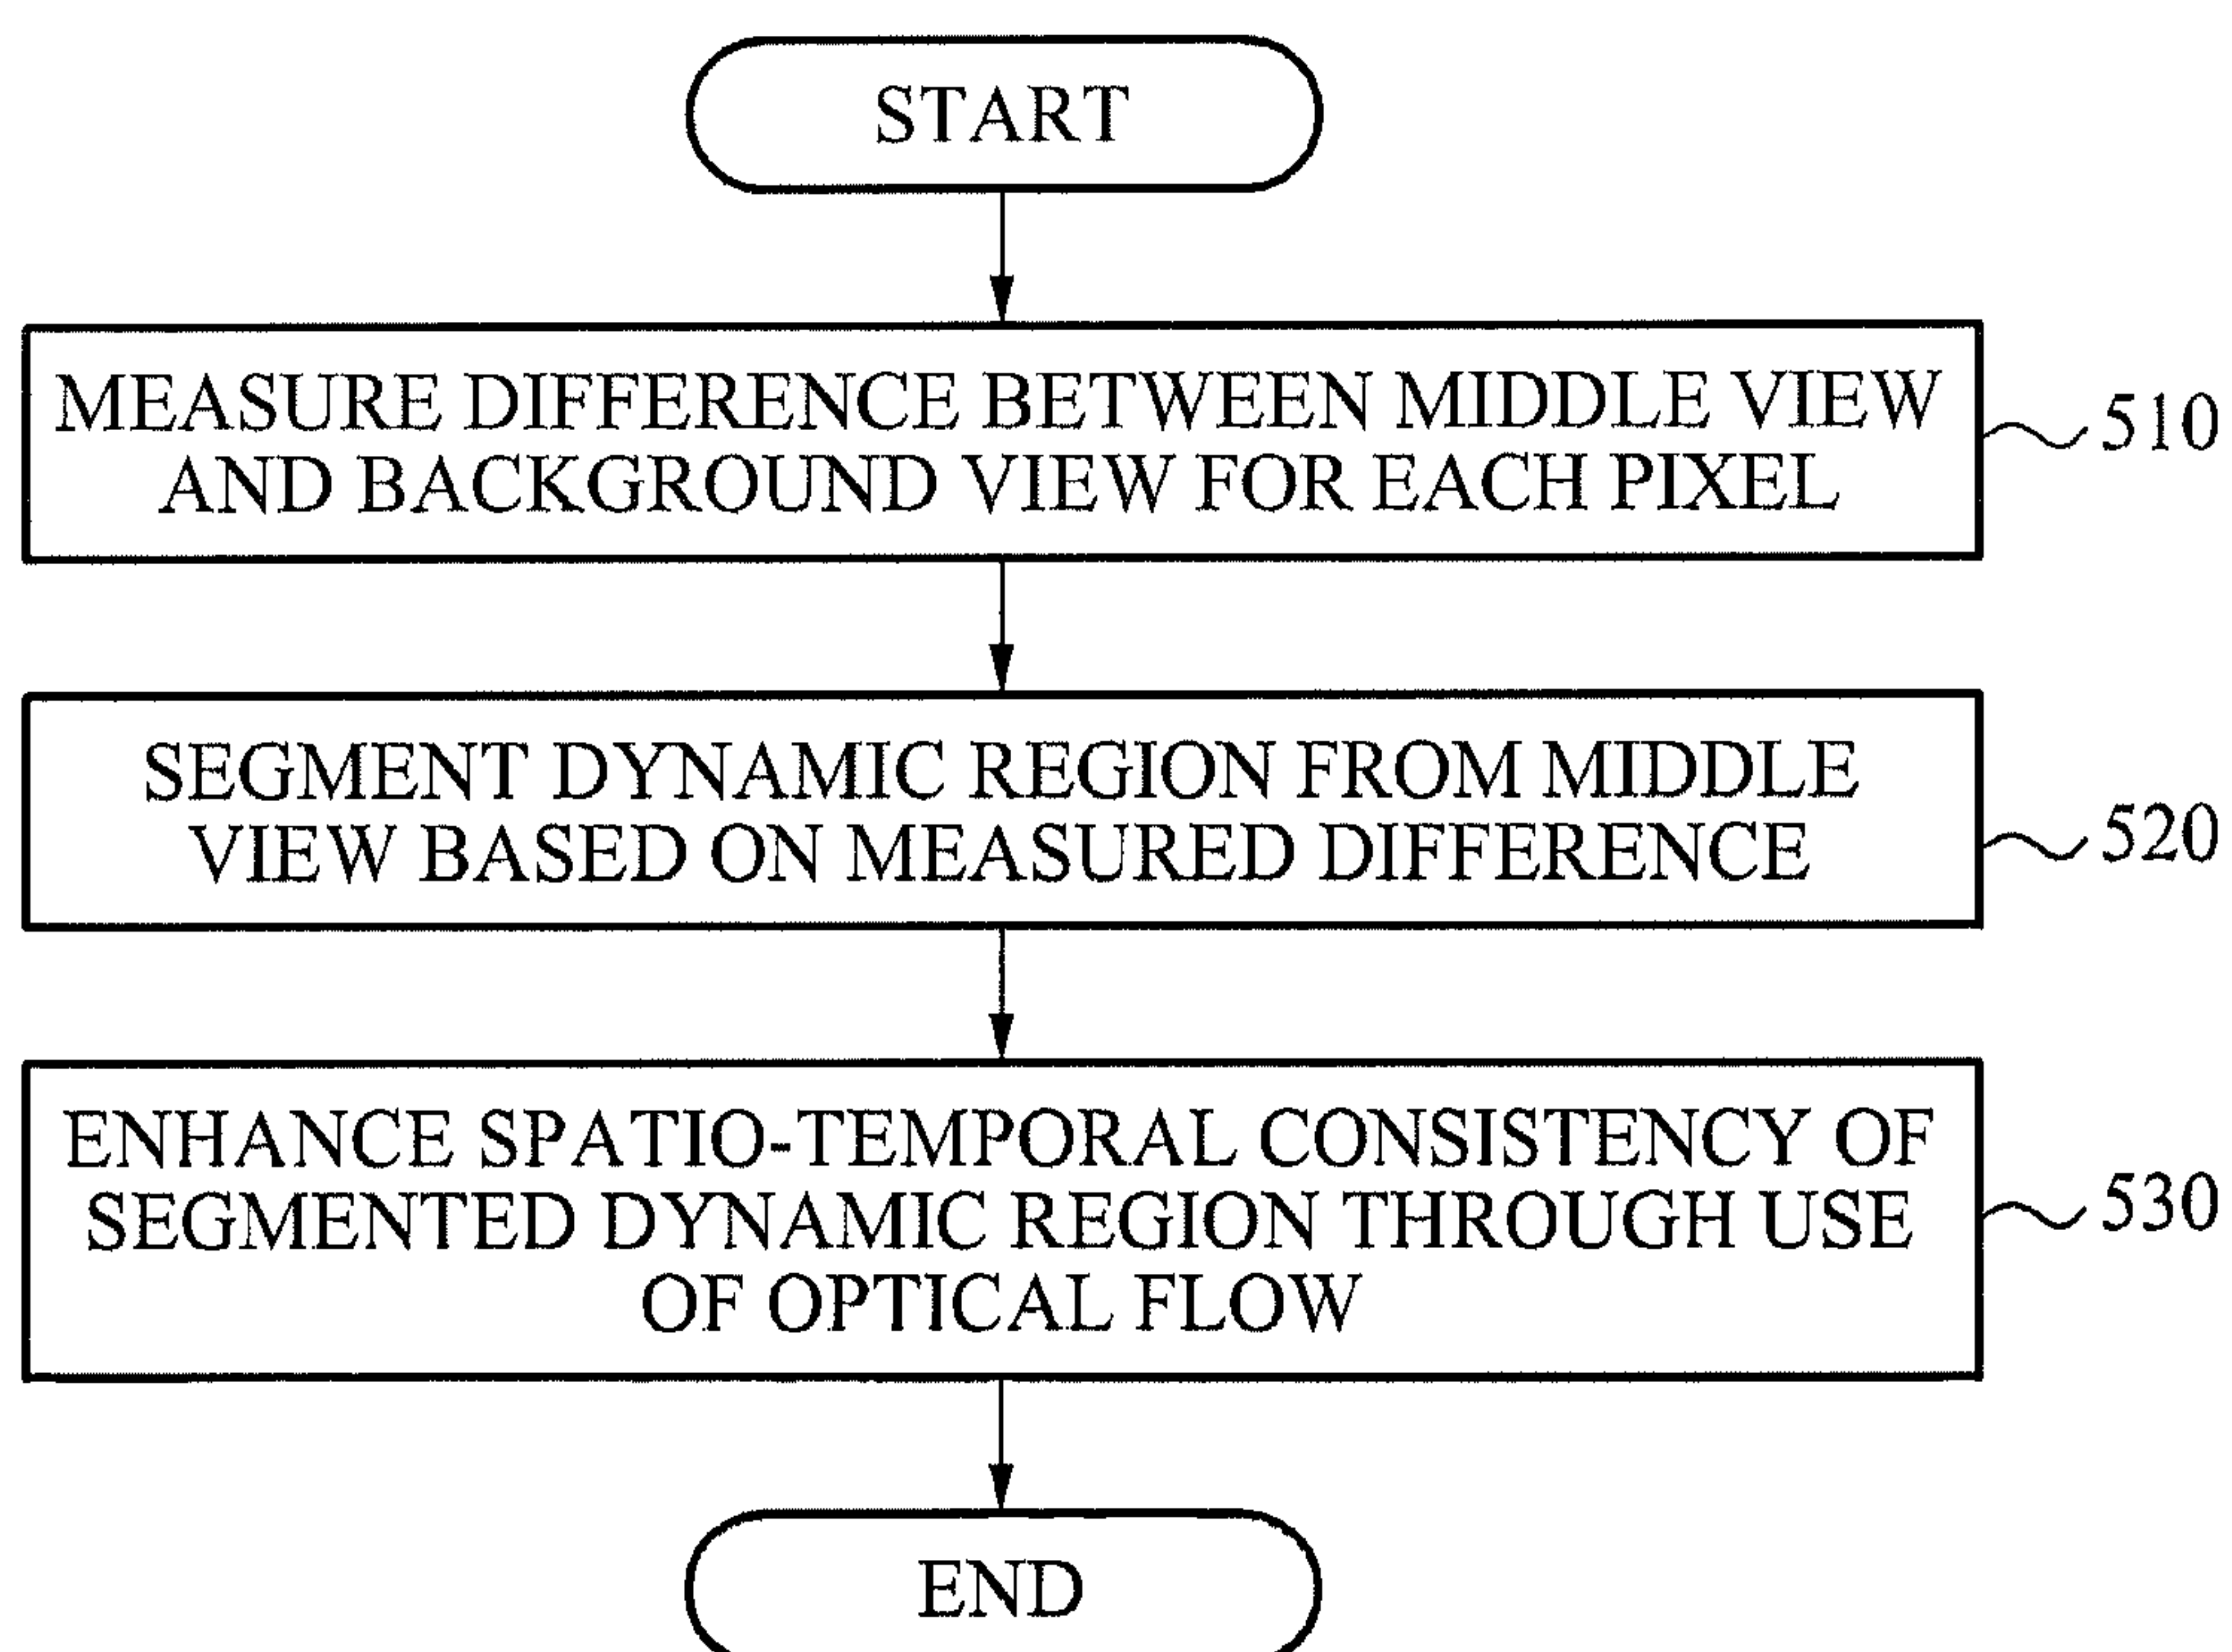 START
MEASURE DIFFERENCE BETWEEN MIDDLE VIEW
AND BACKGROUND VIEW FOR EACH PIXEL
510
SEGMENT DYNAMIC REGION FROM MIDDLE
VIEW BASED ON MEASURED DIFFERENCE
520
ENHANCE SPATIO-TEMPORAL CONSISTENCY OF
SEGMENTED DYNAMIC REGION THROUGH USE
OF OPTICAL FLOW
530
END